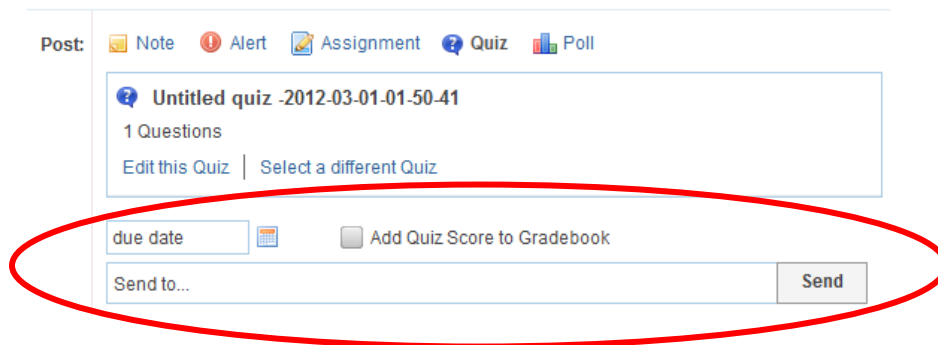 Post: Note Alert Assignment Quiz Poll
Untitled quiz -2012-03-01-01-50-41
1 Questions
Edit this Quiz | Select a different Quiz
due date Add Quiz Score to Gradebook
Send to... Send